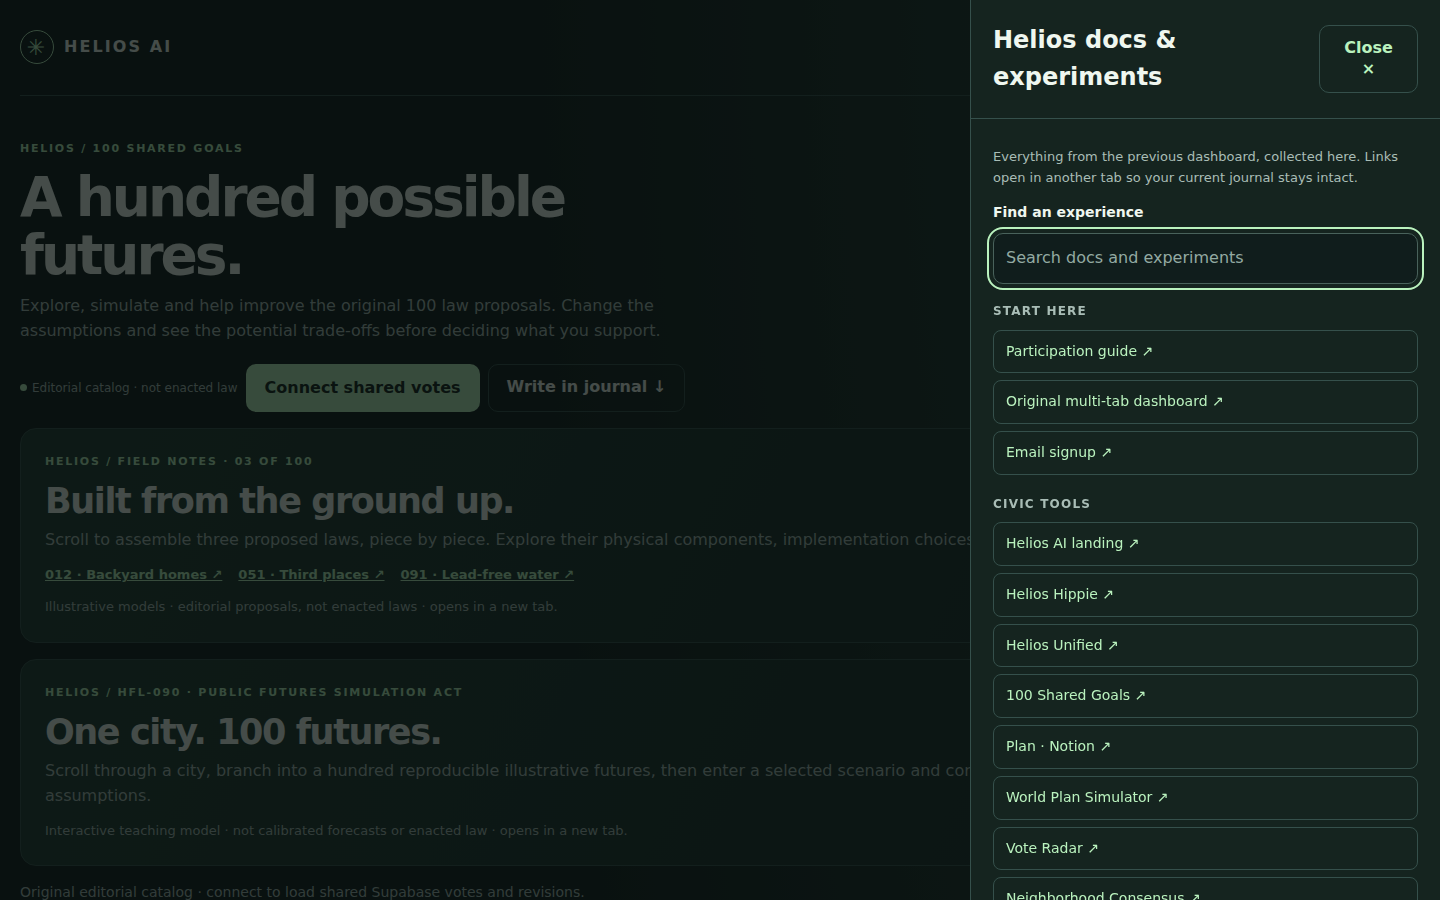 HELIOS AI
HELIOS / 100 SHARED GOALS
A hundred possible
futures.
Explore, simulate and help improve the original 100 law proposals. Change the
assumptions and see the potential trade-offs before deciding what you support.
Editorial catalog · not enacted law
Connect shared votes
Write in journal ↓
HELIOS / FIELD NOTES · 03 OF 100
Built from the ground up.
Scroll to assemble three proposed laws, piece by piece. Explore their physical components, implementation choices
012 · Backyard homes ↗ 051 · Third places ↗ 091 · Lead-free water ↗
Illustrative models · editorial proposals, not enacted laws · opens in a new tab.
HELIOS / HFL-090 · PUBLIC FUTURES SIMULATION ACT
One city. 100 futures.
Scroll through a city, branch into a hundred reproducible illustrative futures, then enter a selected scenario and
assumptions.
Interactive teaching model · not calibrated forecasts or enacted law · opens in a new tab.
Original editorial catalog · connect to load shared Supabase votes and revisions.
Helios docs &
experiments
Close
×
Everything from the previous dashboard, collected here. Links
open in another tab so your current journal stays intact.
Find an experience
Search docs and experiments
START HERE
Participation guide ↗
Original multi-tab dashboard ↗
Email signup ↗
CIVIC TOOLS
Helios AI landing ↗
Helios Hippie ↗
Helios Unified ↗
100 Shared Goals ↗
Plan · Notion ↗
World Plan Simulator ↗
Vote Radar ↗
Neighborhood Consensus ↗